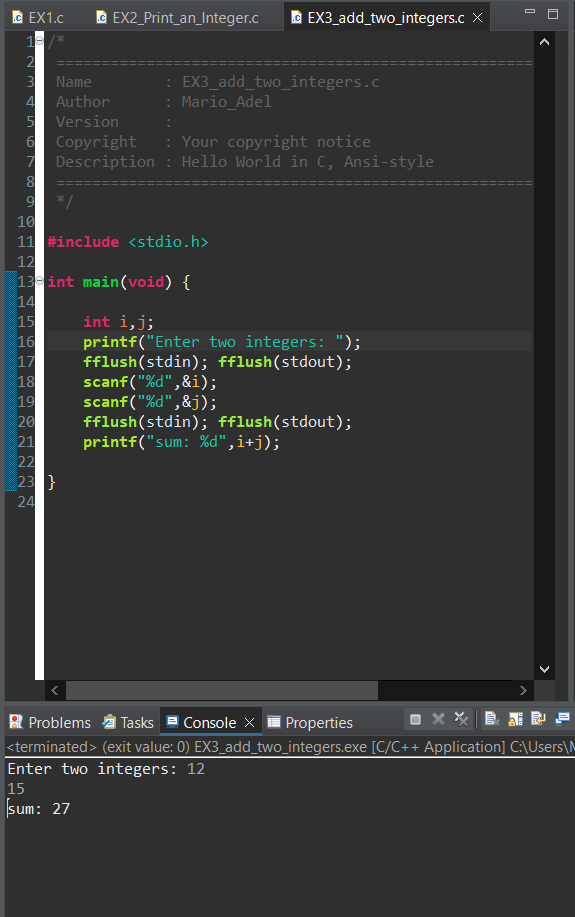 EX1.c EX2_Print_an_Integer.c EX3_add_two_integers.c
1 /*
2 =====================================================
3 Name : EX3_add_two_integers.c
4 Author : Mario_Adel
5 Version :
6 Copyright : Your copyright notice
7 Description : Hello World in C, Ansi-style
8 =====================================================
9 */
10
11 #include <stdio.h>
12
13 int main(void) {
14
15 int i,j;
16 printf("Enter two integers: ");
17 fflush(stdin); fflush(stdout);
18 scanf("%d",&i);
19 scanf("%d",&j);
20 fflush(stdin); fflush(stdout);
21 printf("sum: %d",i+j);
22
23 }
24
Problems Tasks Console Properties
<terminated> (exit value: 0) EX3_add_two_integers.exe [C/C++ Application] C:\Users\M
Enter two integers: 12
15
sum: 27